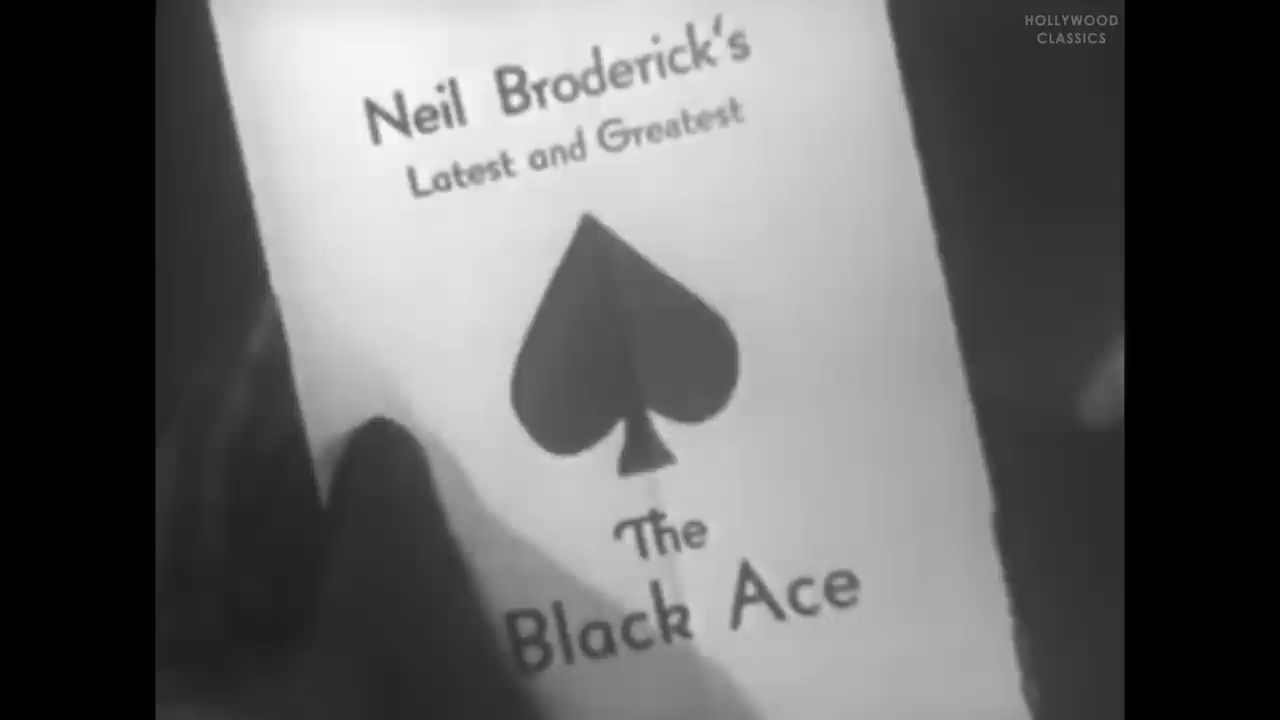 HOLLYWOOD
CLASSICS
Neil Broderick's
Latest and Greatest
The
Black Ace